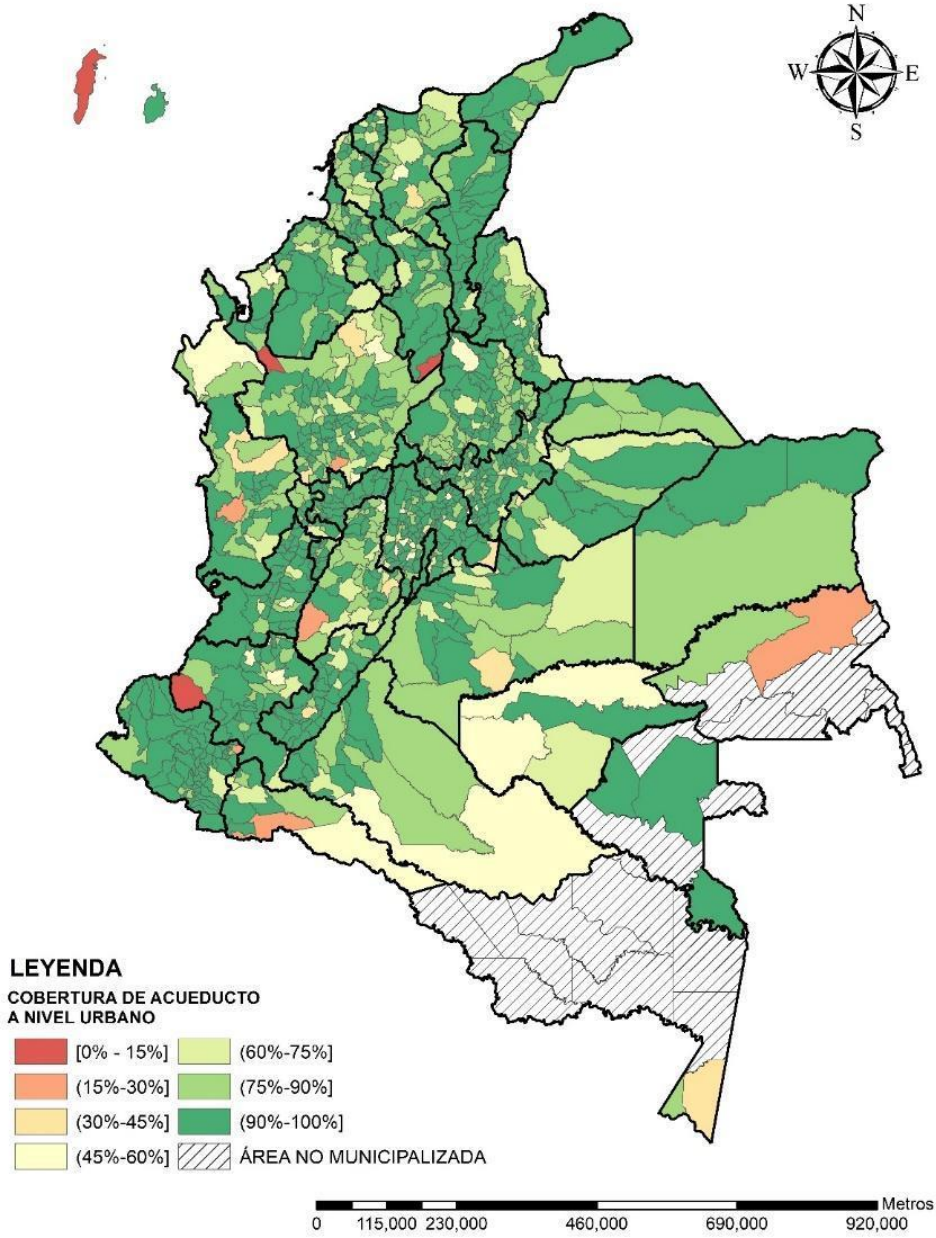 N
W E
S
LEYENDA
COBERTURA DE ACUEDUCTO
A NIVEL URBANO
[0% - 15%] (60%-75%]
(15%-30%] (75%-90%]
(30%-45%] (90%-100%]
(45%-60%] ÁREA NO MUNICIPALIZADA
Metros
0 115,000 230,000 460,000 690,000 920,000